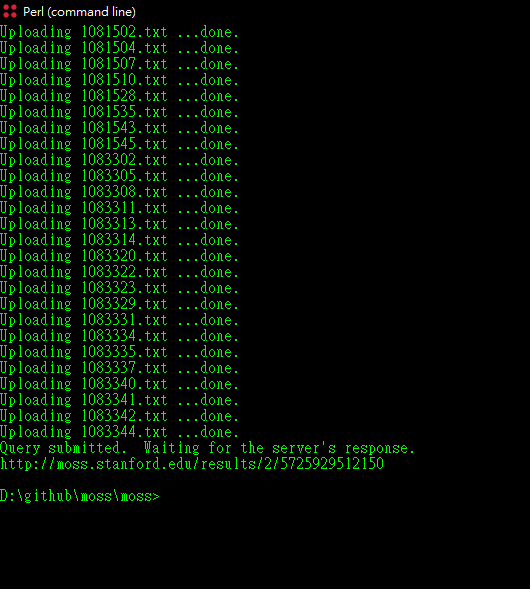 Perl (command line)
Uploading 1081502.txt ...done.
Uploading 1081504.txt ...done.
Uploading 1081507.txt ...done.
Uploading 1081510.txt ...done.
Uploading 1081528.txt ...done.
Uploading 1081535.txt ...done.
Uploading 1081543.txt ...done.
Uploading 1081545.txt ...done.
Uploading 1083302.txt ...done.
Uploading 1083305.txt ...done.
Uploading 1083308.txt ...done.
Uploading 1083311.txt ...done.
Uploading 1083313.txt ...done.
Uploading 1083314.txt ...done.
Uploading 1083320.txt ...done.
Uploading 1083322.txt ...done.
Uploading 1083323.txt ...done.
Uploading 1083329.txt ...done.
Uploading 1083331.txt ...done.
Uploading 1083334.txt ...done.
Uploading 1083335.txt ...done.
Uploading 1083337.txt ...done.
Uploading 1083340.txt ...done.
Uploading 1083341.txt ...done.
Uploading 1083342.txt ...done.
Uploading 1083344.txt ...done.
Query submitted.  Waiting for the server's response.
http://moss.stanford.edu/results/2/5725929512150
D:\github\moss\moss>